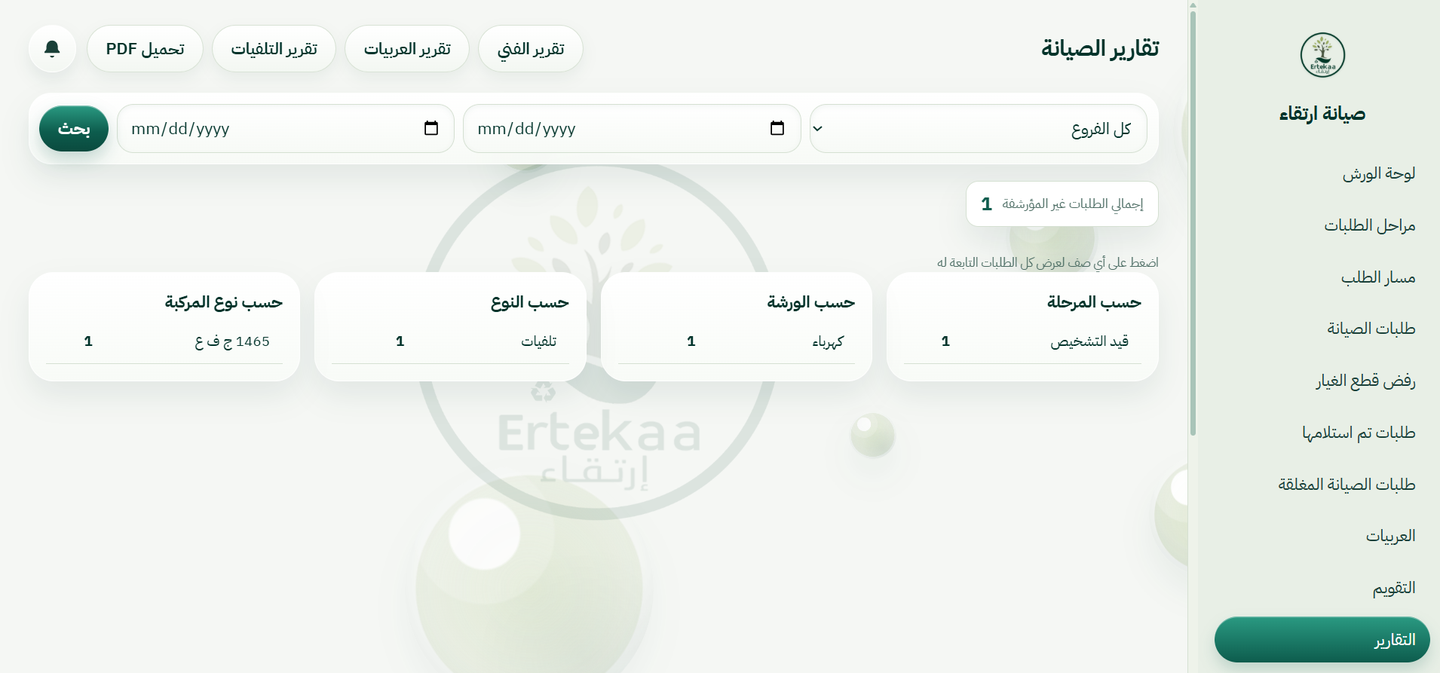 Ertekaa
إرتقاء
صيانة ارتقاء
لوحة الورش
مراحل الطلبات
مسار الطلب
طلبات الصيانة
رفض قطع الغيار
طلبات تم استلامها
طلبات الصيانة المغلقة
العربيات
التقويم
التقارير
تقارير الصيانة
تقرير الفني
تقرير العربيات
تقرير التلفيات
تحميل PDF
كل الفروع
mm/dd/yyyy
mm/dd/yyyy
بحث
إجمالي الطلبات غير المؤرشفة 1
اضغط على أي صف لعرض كل الطلبات التابعة له
حسب المرحلة
قيد التشخيص 1
حسب الورشة
كهرباء 1
حسب النوع
تلفيات 1
حسب نوع المركبة
1465 ج ف ع 1
Ertekaa
إرتقاء